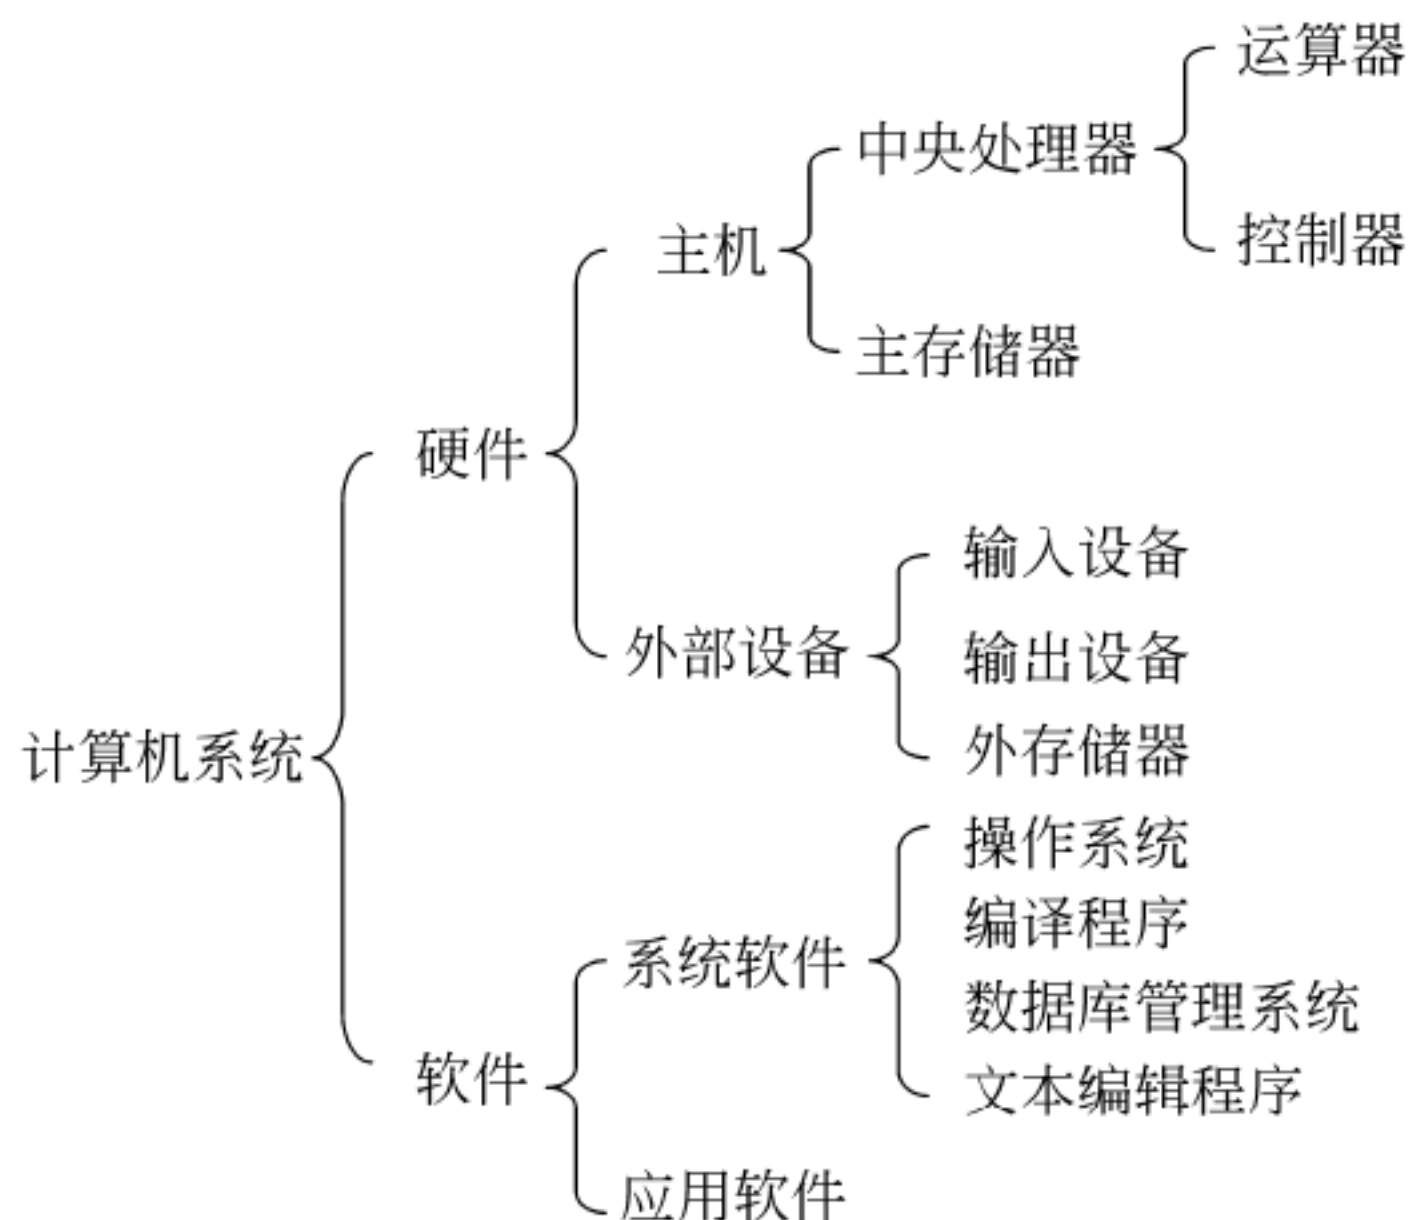 运算器
中央处理器
控制器
主机
主存储器
硬件
输入设备
外部设备
输出设备
外存储器
计算机系统
操作系统
编译程序
系统软件
数据库管理系统
文本编辑程序
软件
应用软件